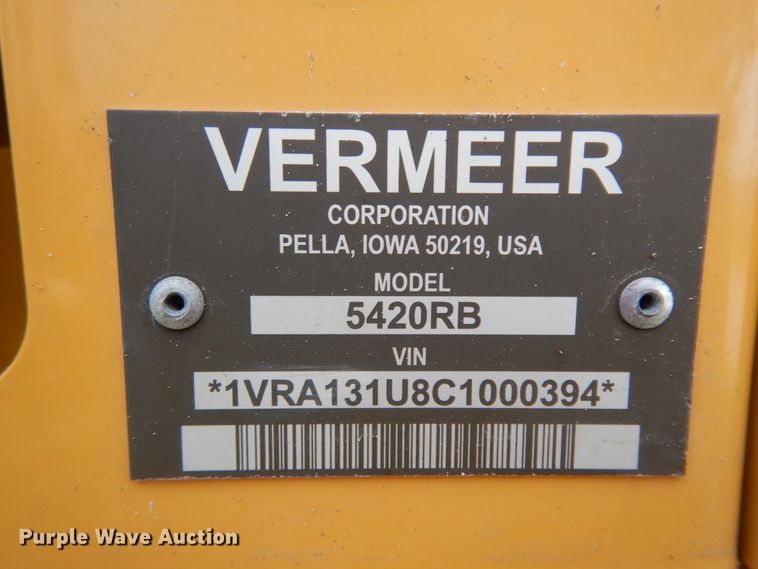 VERMEER
CORPORATION
PELLA, IOWA 50219, USA
MODEL
5420RB
VIN
*1VRA131U8C1000394*
Purple Wave Auction